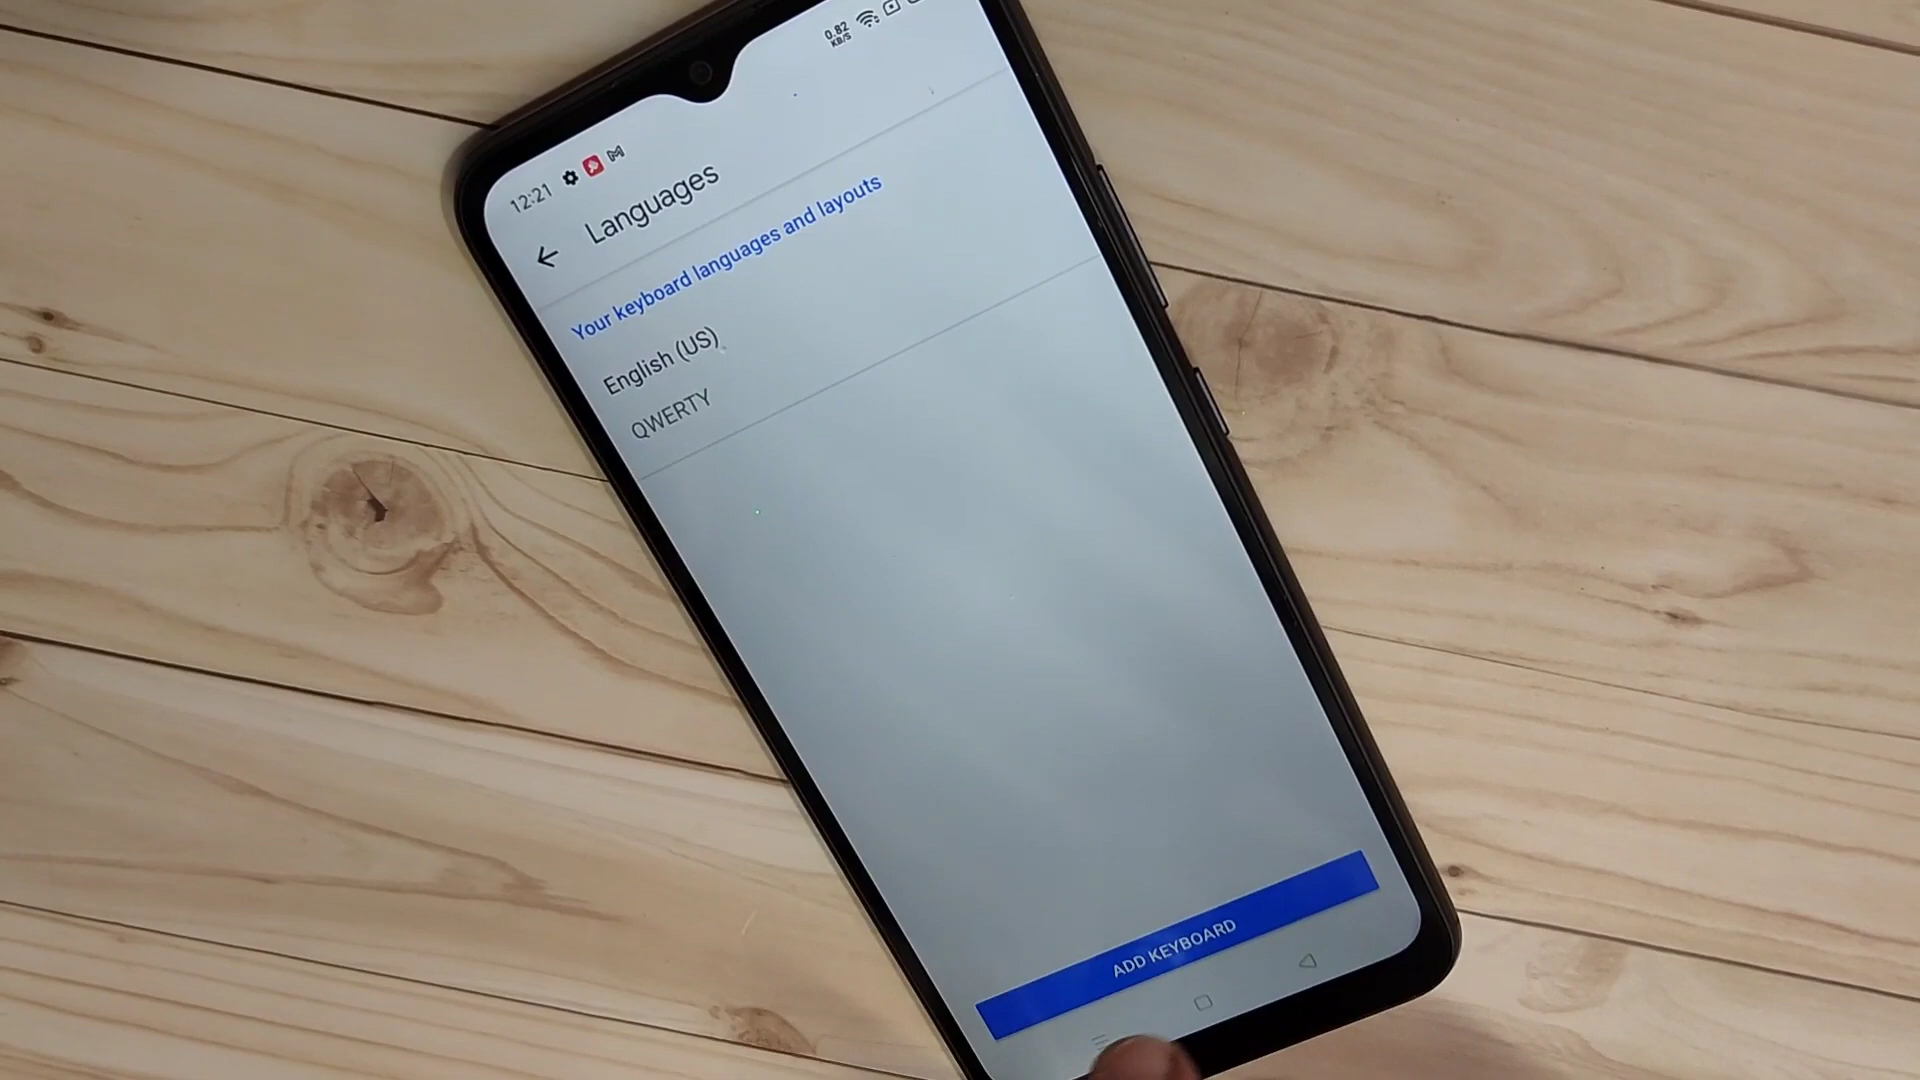 12:21
0.82
KB/S
Languages
Your keyboard languages and layouts
English (US)
QWERTY
ADD KEYBOARD